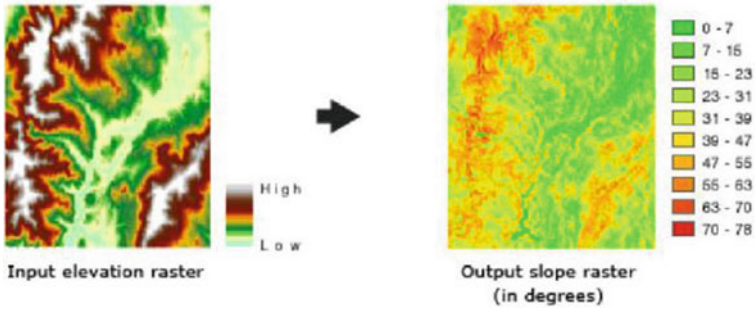 High
Low
Input elevation raster
Output slope raster
(in degrees)
0 - 7
7 - 15
15 - 23
23 - 31
31 - 39
39 - 47
47 - 55
55 - 63
63 - 70
70 - 78